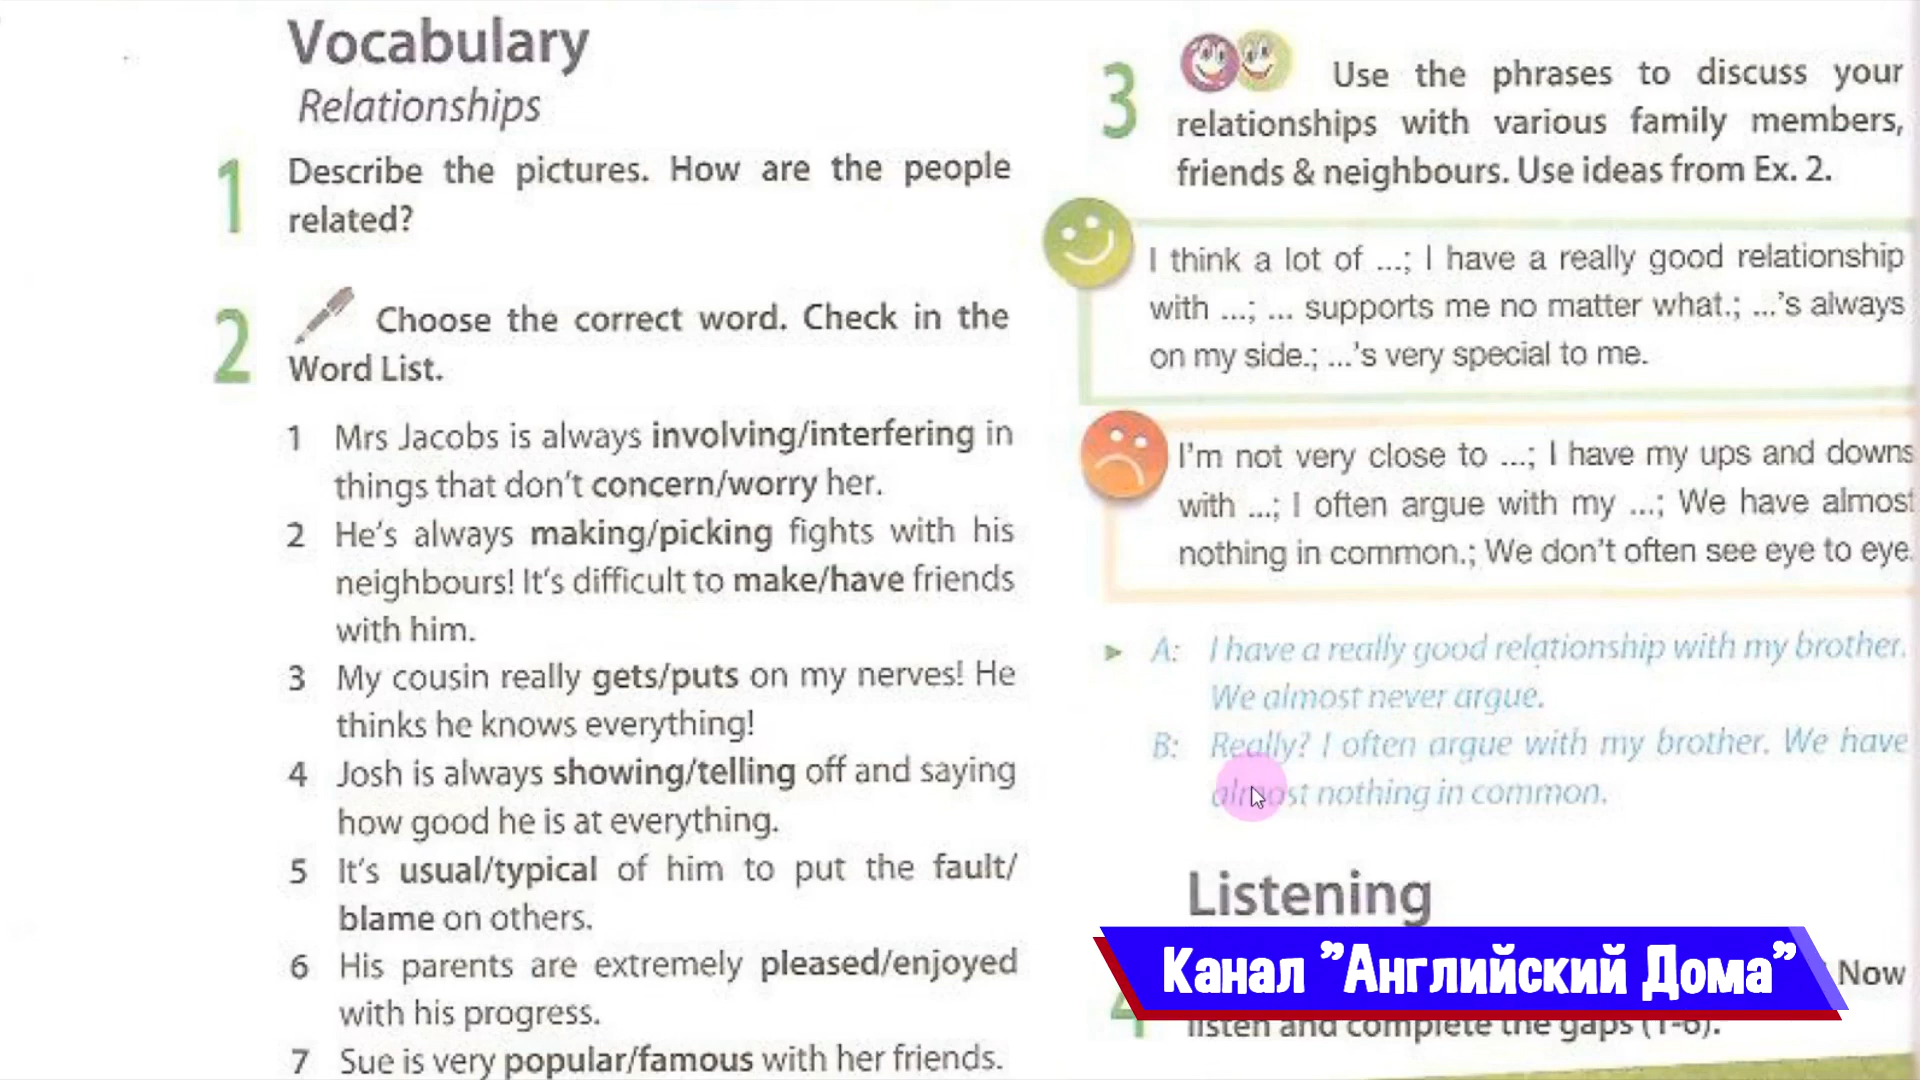 Vocabulary
Relationships
1 Describe the pictures. How are the people
related?
2 Choose the correct word. Check in the
Word List.
1 Mrs Jacobs is always involving/interfering in
things that don't concern/worry her.
2 He's always making/picking fights with his
neighbours! It's difficult to make/have friends
with him.
3 My cousin really gets/puts on my nerves! He
thinks he knows everything!
4 Josh is always showing/telling off and saying
how good he is at everything.
5 It's usual/typical of him to put the fault/
blame on others.
6 His parents are extremely pleased/enjoyed
with his progress.
7 Sue is very popular/famous with her friends.
3 Use the phrases to discuss your
relationships with various family members,
friends & neighbours. Use ideas from Ex. 2.
I think a lot of ...; I have a really good relationship
with ...; ... supports me no matter what.; ...'s always
on my side.; ...'s very special to me.
I'm not very close to ...; I have my ups and downs
with ...; I often argue with my ...; We have almost
nothing in common.; We don't often see eye to eye.
A: I have a really good relationship with my brother.
We almost never argue.
B: Really? I often argue with my brother. We have
almost nothing in common.
Listening
Канал "Английский Дома"
Now
4 listen and complete the gaps (1-6).